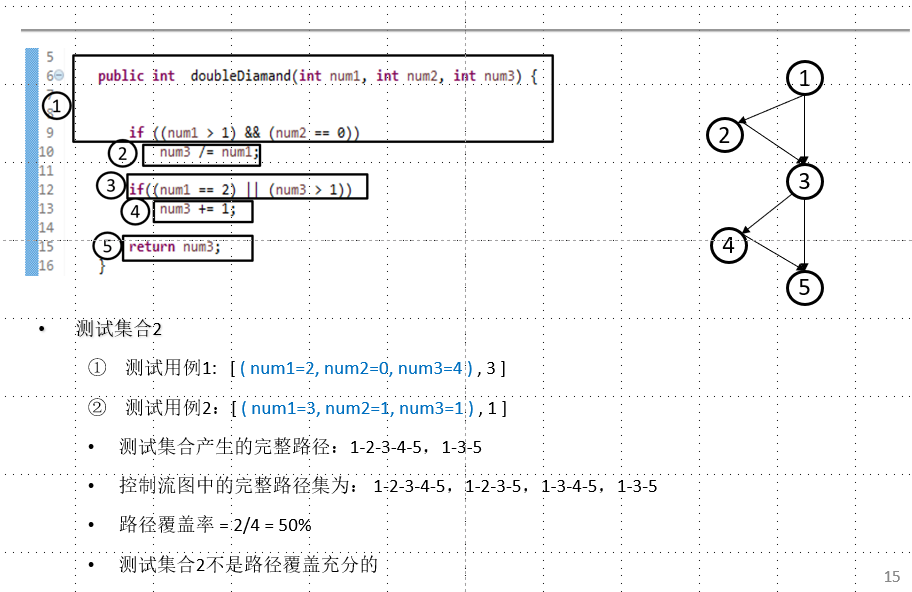 5
6 public int doubleDiamand(int num1, int num2, int num3) {
①
9 if ((num1 > 1) && (num2 == 0))
10 ② num3 /= num1;
11
12 ③ if((num1 == 2) || (num3 > 1))
13 ④ num3 += 1;
14
15 ⑤ return num3;
16 }
1
2
3
4
5
• 测试集合2
① 测试用例1: [ ( num1=2, num2=0, num3=4 ) , 3 ]
② 测试用例2：[ ( num1=3, num2=1, num3=1 ) , 1 ]
• 测试集合产生的完整路径：1-2-3-4-5，1-3-5
• 控制流图中的完整路径集为： 1-2-3-4-5，1-2-3-5，1-3-4-5，1-3-5
• 路径覆盖率 = 2/4 = 50%
• 测试集合2不是路径覆盖充分的
15